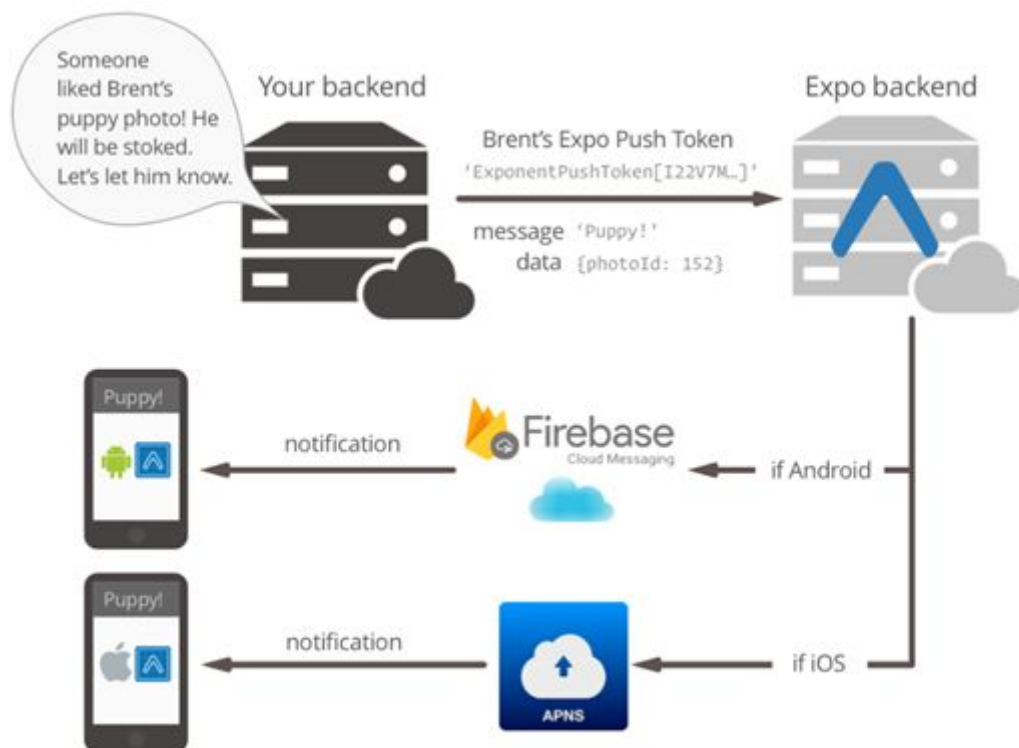 Someone
liked Brent's
puppy photo! He
will be stoked.
Let's let him know.
Your backend
Expo backend
Brent's Expo Push Token
'ExponentPushToken[I22V7M…]'
message 'Puppy!'
data {photoId: 152}
Puppy!
notification
Firebase
Cloud Messaging
if Android
Puppy!
notification
APNS
if iOS